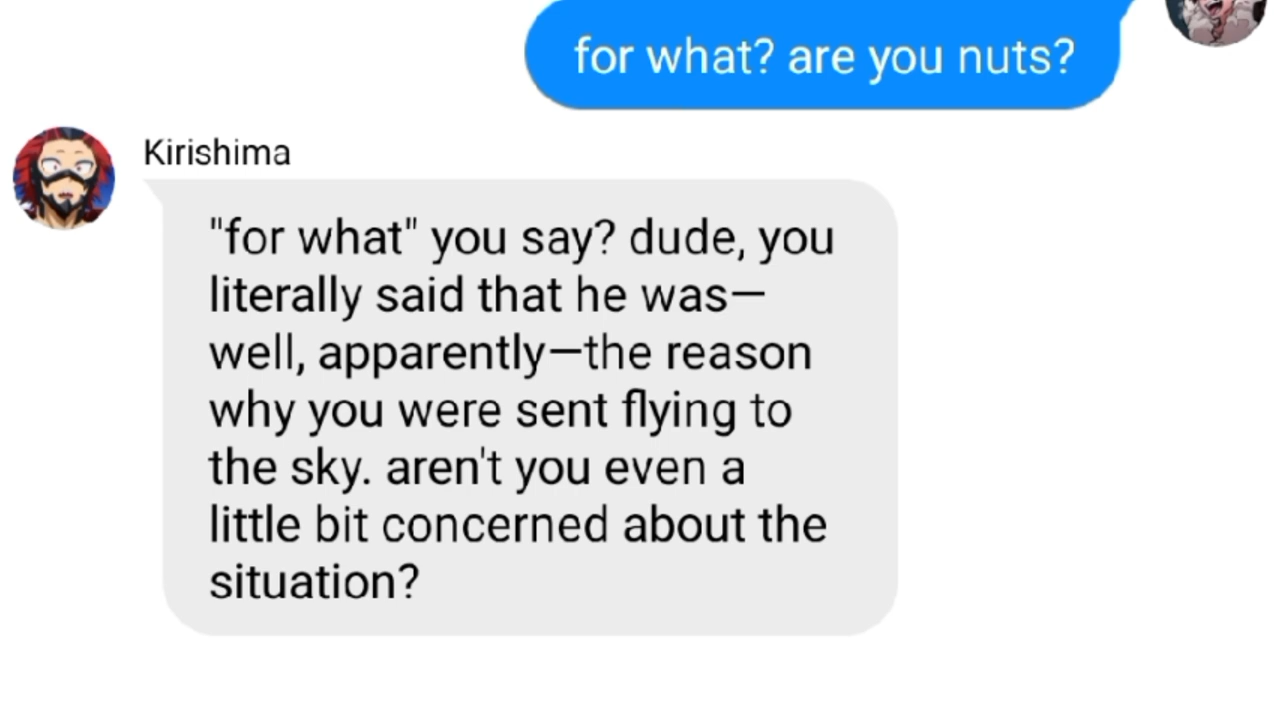 for what? are you nuts?
Kirishima
"for what" you say? dude, you
literally said that he was—
well, apparently—the reason
why you were sent flying to
the sky. aren't you even a
little bit concerned about the
situation?